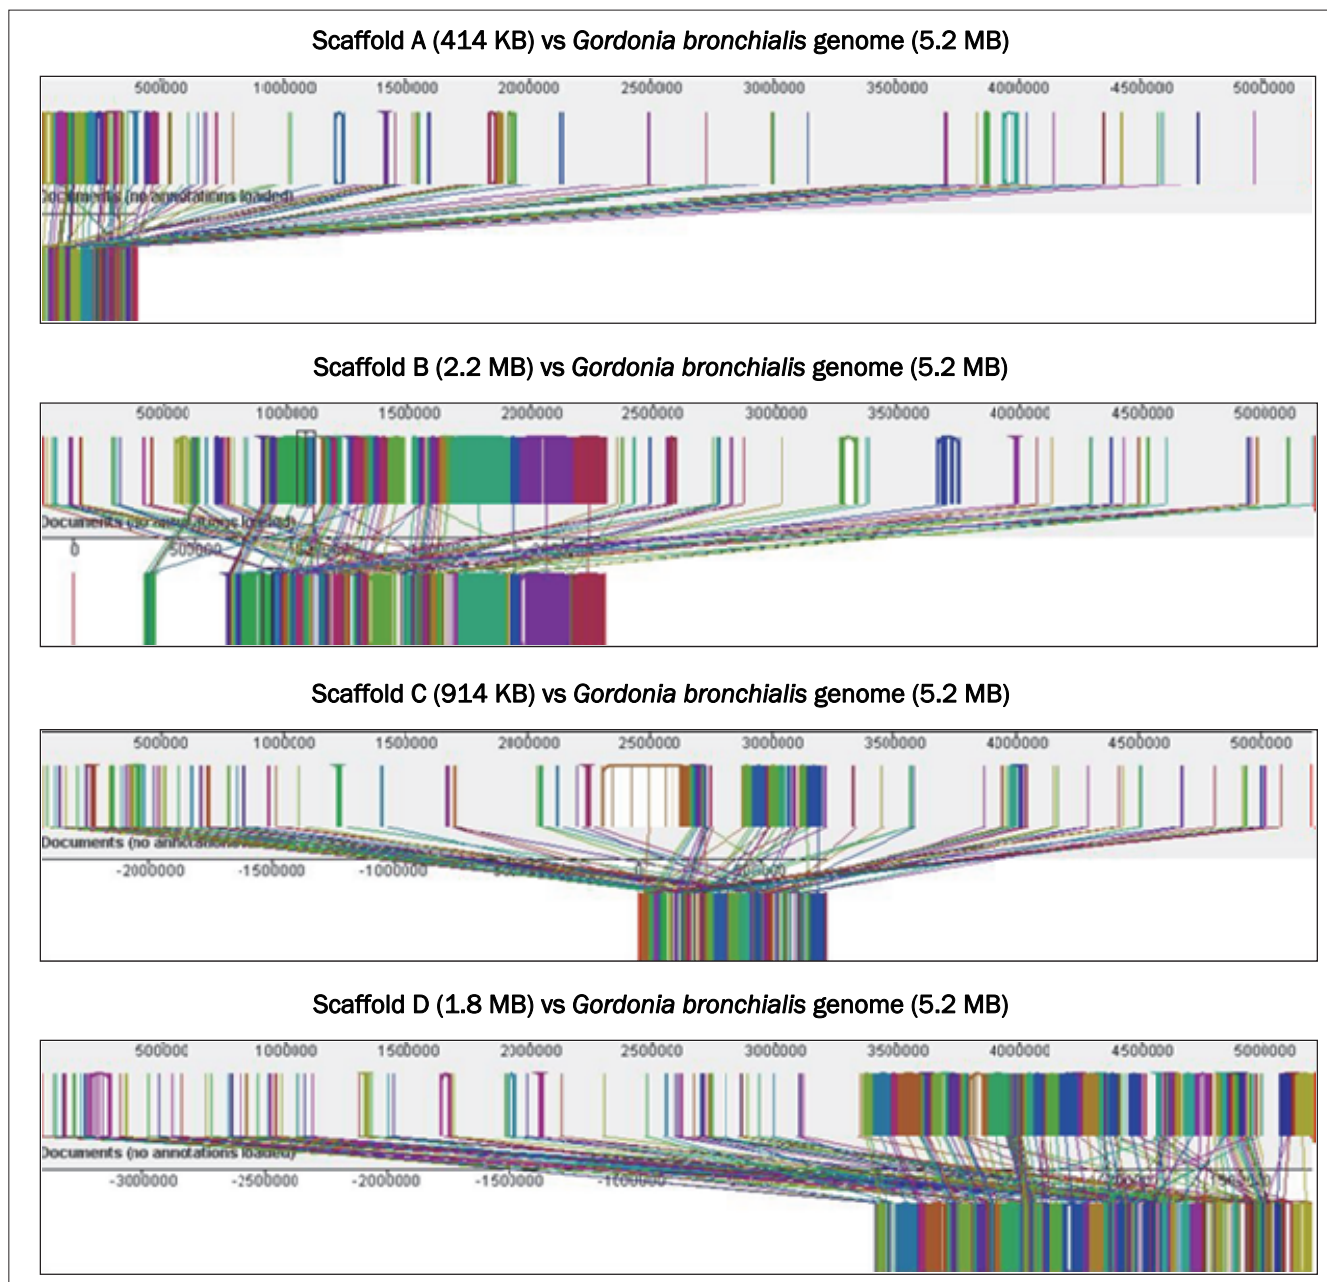 Scaffold A (414 KB) vs Gordonia bronchialis genome (5.2 MB)
500000 1000000 1500000 2000000 2500000 3000000 3500000 4000000 4500000 5000000
Documents (no annotations loaded)
Scaffold B (2.2 MB) vs Gordonia bronchialis genome (5.2 MB)
500000 1000000 1500000 2000000 2500000 3000000 3500000 4000000 4500000 5000000
Documents (no annotations loaded)
0 500000
Scaffold C (914 KB) vs Gordonia bronchialis genome (5.2 MB)
500000 1000000 1500000 2000000 2500000 3000000 3500000 4000000 4500000 5000000
Documents (no annotations
-2000000 -1500000 -1000000 0
Scaffold D (1.8 MB) vs Gordonia bronchialis genome (5.2 MB)
500000 1000000 1500000 2000000 2500000 3000000 3500000 4000000 4500000 5000000
Documents (no annotations loaded)
-3000000 -2500000 -2000000 -1500000 -1000000